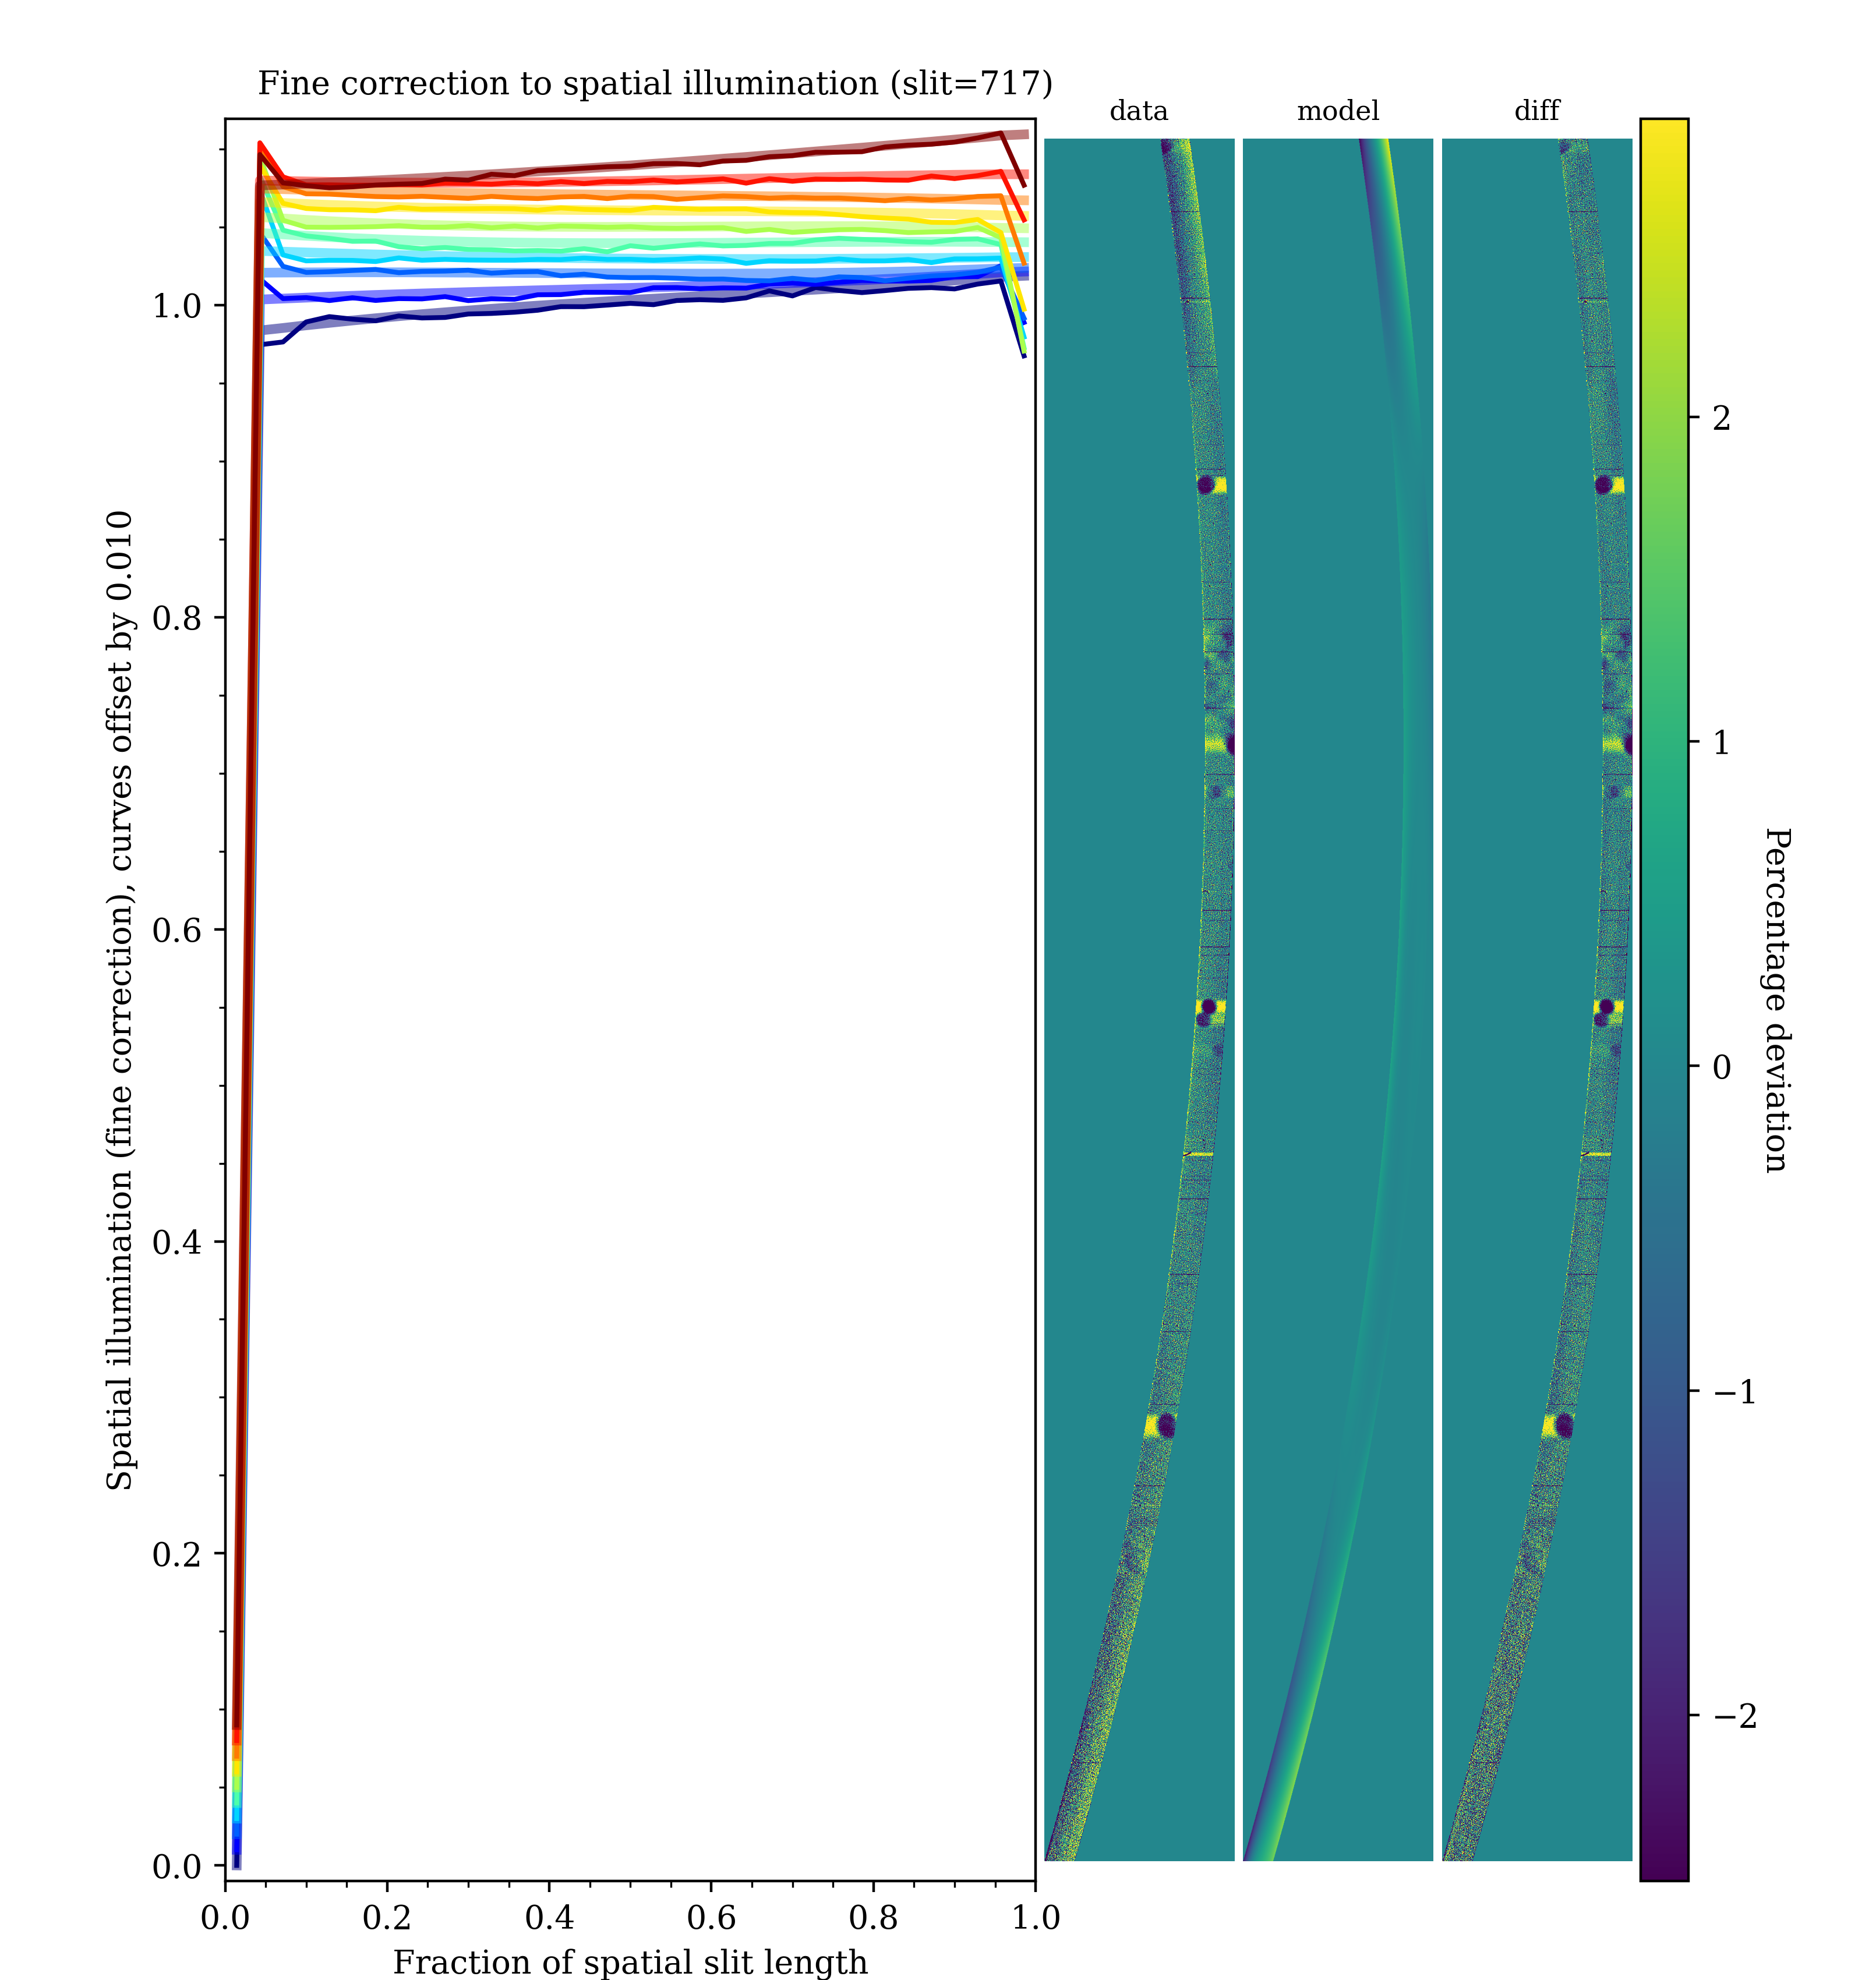 Fine correction to spatial illumination (slit=717)
data
model
diff
Spatial illumination (fine correction), curves offset by 0.010
1.0
0.8
0.6
0.4
0.2
0.0
0.0
0.2
0.4
0.6
0.8
1.0
Fraction of spatial slit length
2
1
0
−1
−2
Percentage deviation